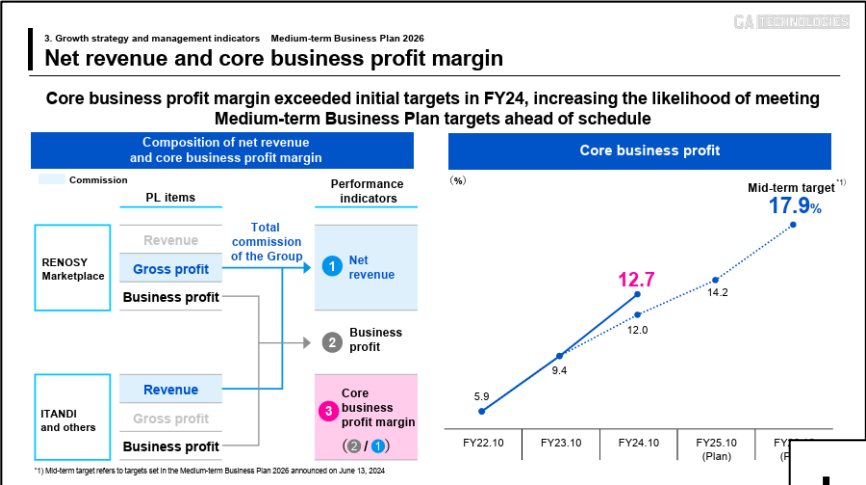 GA TECHNOLOGIES
3. Growth strategy and management indicators Medium-term Business Plan 2026
Net revenue and core business profit margin
Core business profit margin exceeded initial targets in FY24, increasing the likelihood of meeting
Medium-term Business Plan targets ahead of schedule
Composition of net revenue
and core business profit margin
Commission
PL items
Performance
indicators
RENOSY
Marketplace
Revenue
Gross profit
Business profit
Total
commission
of the Group
1 Net
revenue
2 Business
profit
ITANDI
and others
Revenue
Gross profit
Business profit
3 Core
business
profit margin
(2 / 1)
Core business profit
(%)
Mid-term target *1)
17.9%
12.7
14.2
12.0
9.4
5.9
FY22.10
FY23.10
FY24.10
FY25.10
(Plan)
*1) Mid-term target refers to targets set in the Medium-term Business Plan 2026 announced on June 13, 2024